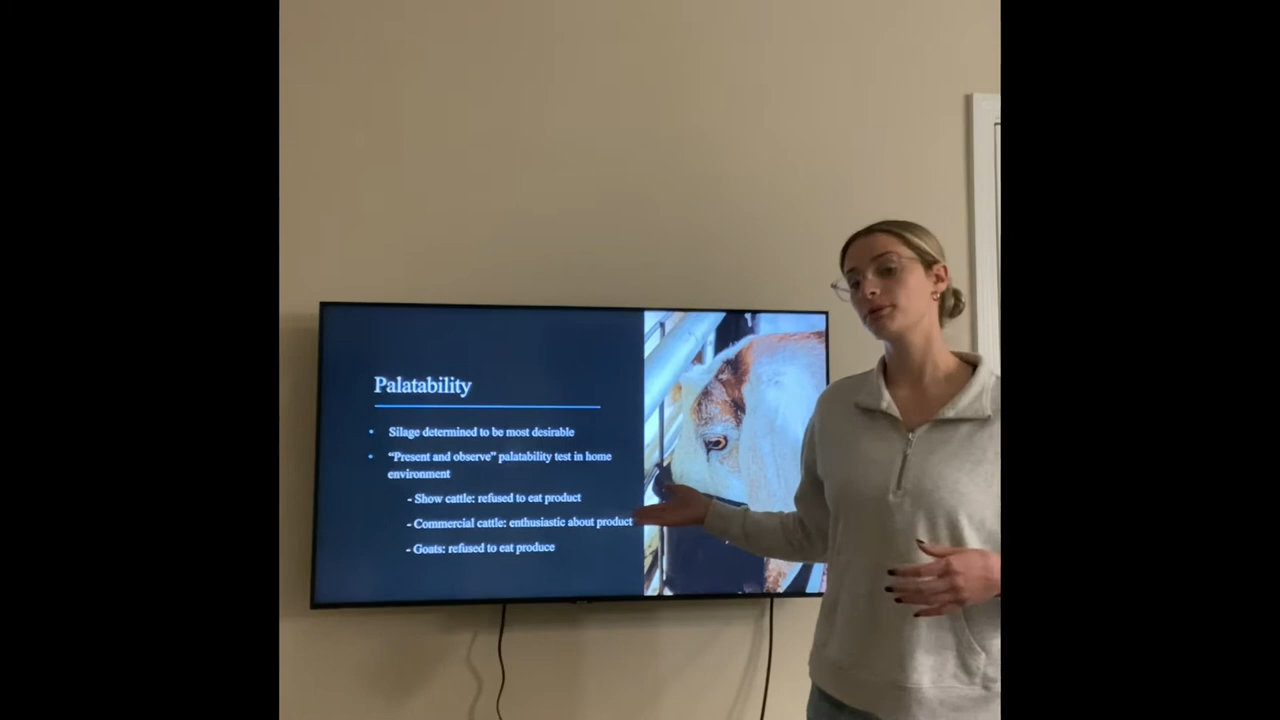 Palatability
• Silage determined to be most desirable
• “Present and observe” palatability test in home
environment
- Show cattle: refused to eat product
- Commercial cattle: enthusiastic about product
- Goats: refused to eat produce